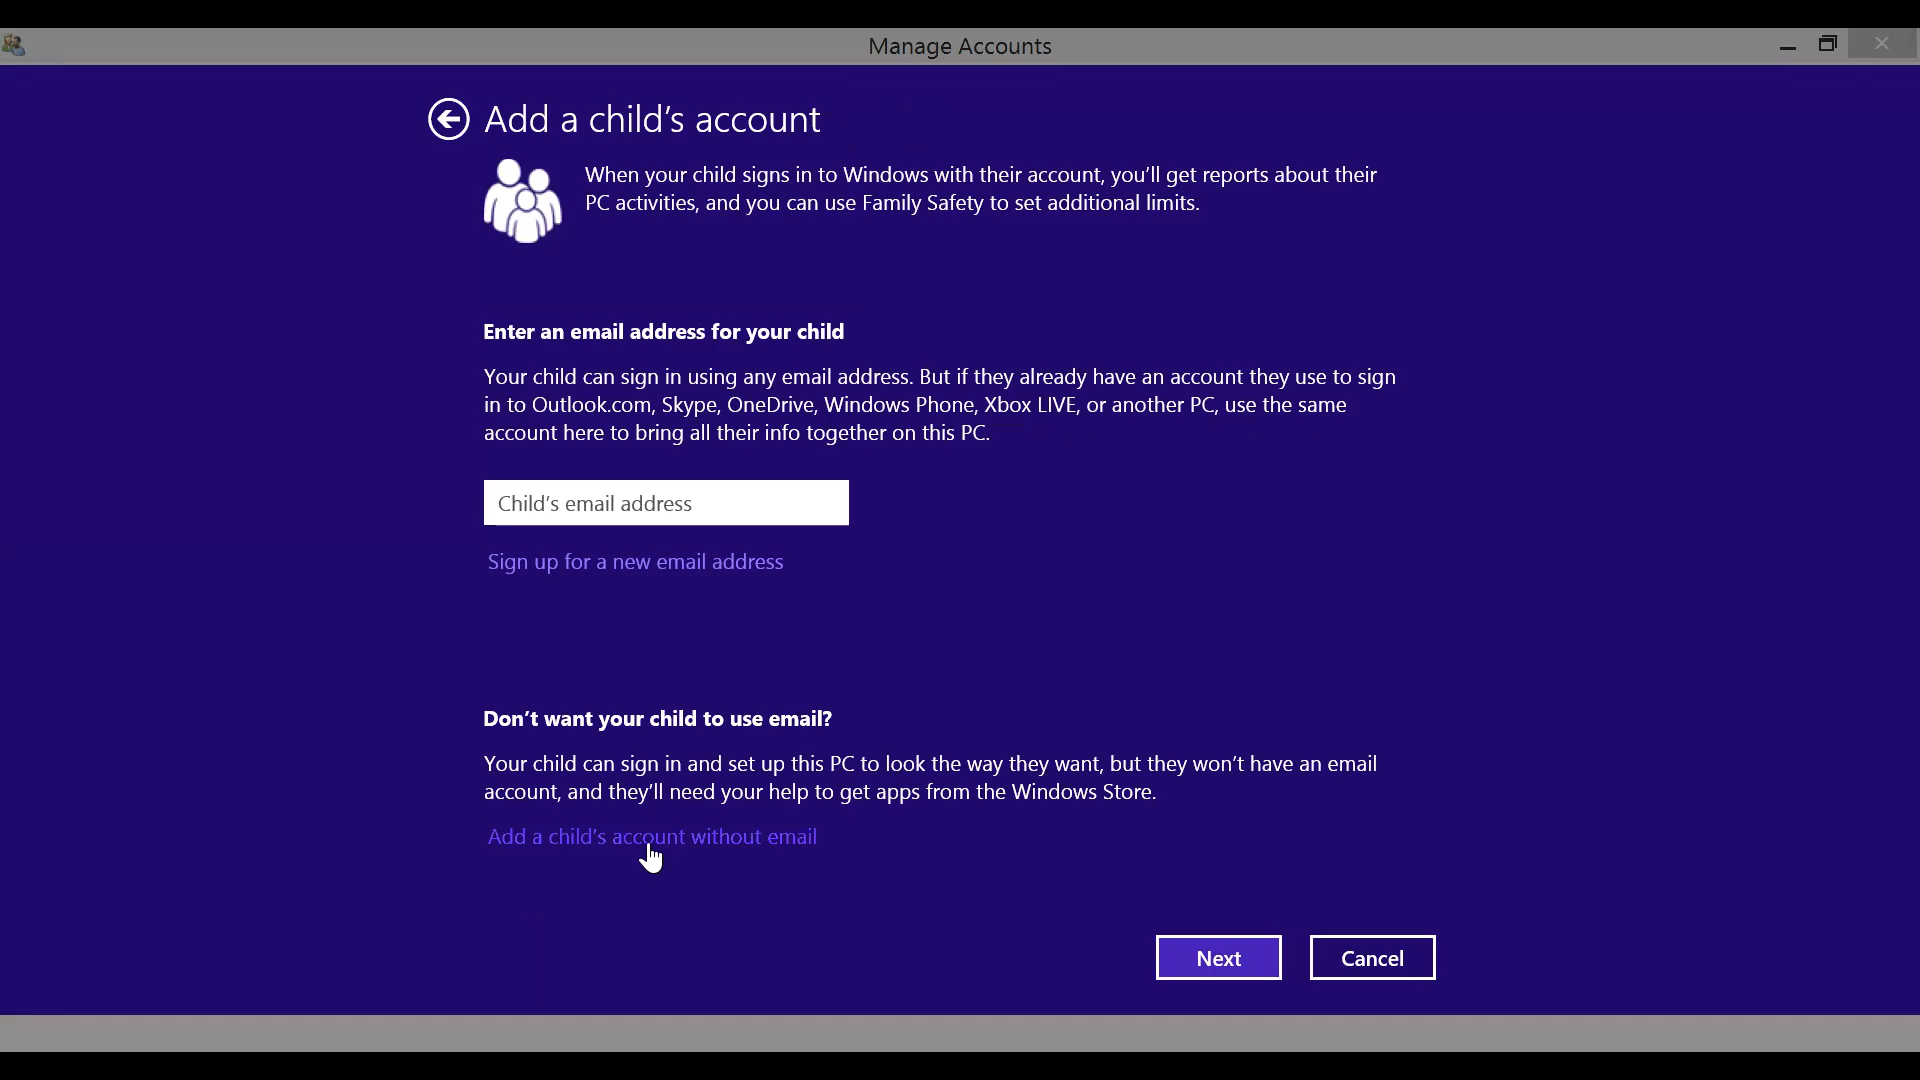 Manage Accounts
Add a child’s account
When your child signs in to Windows with their account, you’ll get reports about their
PC activities, and you can use Family Safety to set additional limits.
Enter an email address for your child
Your child can sign in using any email address. But if they already have an account they use to sign
in to Outlook.com, Skype, OneDrive, Windows Phone, Xbox LIVE, or another PC, use the same
account here to bring all their info together on this PC.
Child’s email address
Sign up for a new email address
Don’t want your child to use email?
Your child can sign in and set up this PC to look the way they want, but they won’t have an email
account, and they’ll need your help to get apps from the Windows Store.
Add a child’s account without email
Next
Cancel